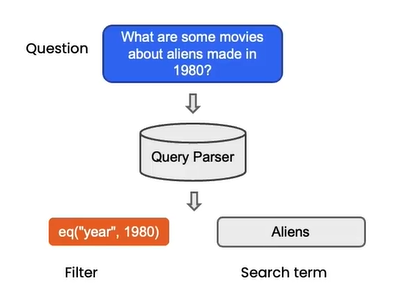 Question
What are some movies
about aliens made in
1980?
Query Parser
eq("year", 1980)
Aliens
Filter
Search term